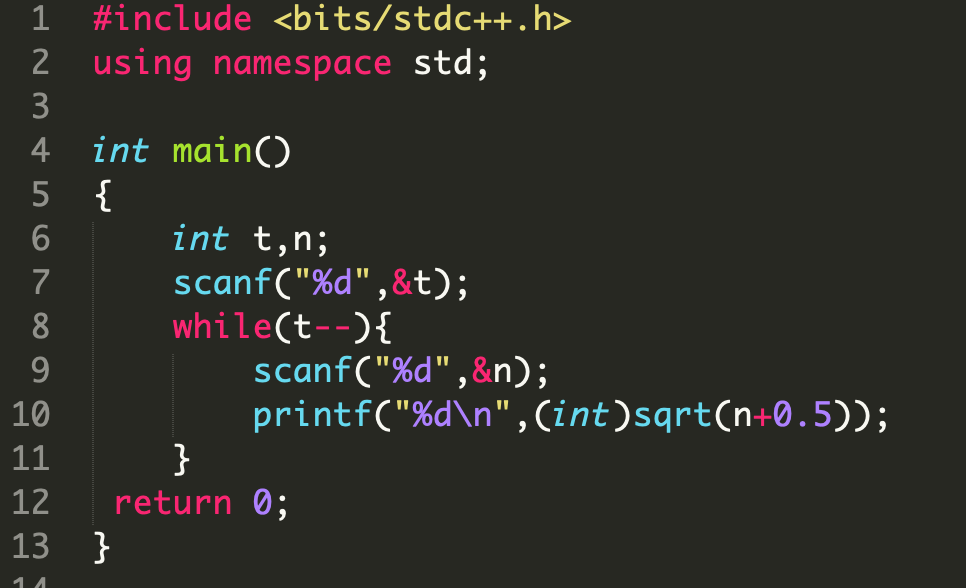 1 #include <bits/stdc++.h>
2 using namespace std;
3
4 int main()
5 {
6 int t,n;
7 scanf("%d",&t);
8 while(t--){
9 scanf("%d",&n);
10 printf("%d\n",(int)sqrt(n+0.5));
11 }
12 return 0;
13 }
14